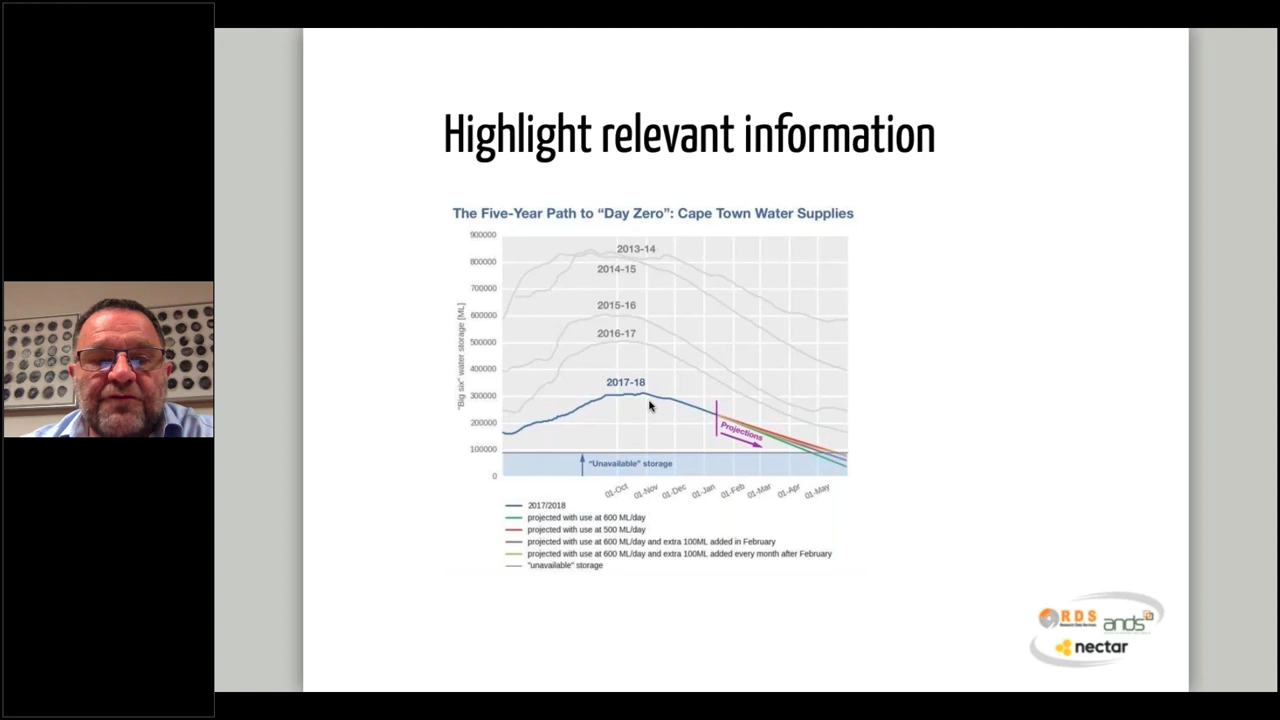 Highlight relevant information
The Five-Year Path to “Day Zero”: Cape Town Water Supplies
"Big six" water storage [ML]
900000
800000
700000
600000
500000
400000
300000
200000
100000
0
2013-14
2014-15
2015-16
2016-17
2017-18
Projections
"Unavailable" storage
01-Oct
01-Nov
01-Dec
01-Jan
01-Feb
01-Mar
01-Apr
01-May
2017/2018
projected with use at 600 ML/day
projected with use at 500 ML/day
projected with use at 600 ML/day and extra 100ML added in February
projected with use at 600 ML/day and extra 100ML added every month after February
"unavailable" storage
RDS
Research Data Services
ands
nectar